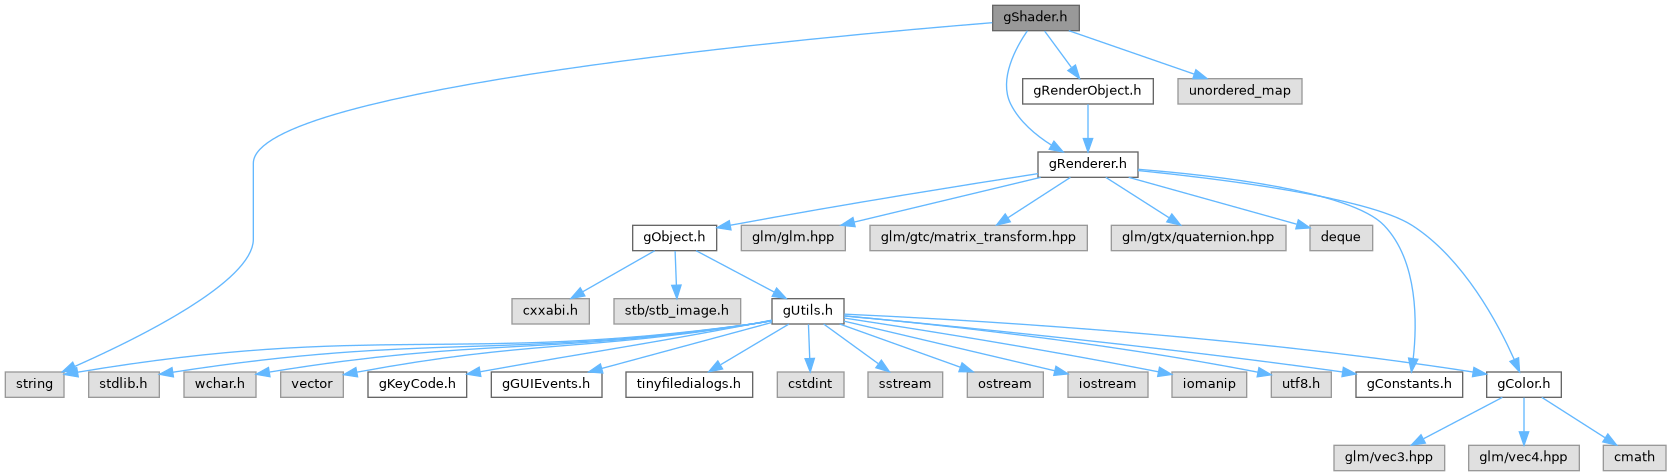 gShader.h
gRenderObject.h
unordered_map
gRenderer.h
gObject.h
glm/glm.hpp
glm/gtc/matrix_transform.hpp
glm/gtx/quaternion.hpp
deque
cxxabi.h
stb/stb_image.h
gUtils.h
string
stdlib.h
wchar.h
vector
gKeyCode.h
gGUIEvents.h
tinyfiledialogs.h
cstdint
sstream
ostream
iostream
iomanip
utf8.h
gConstants.h
gColor.h
glm/vec3.hpp
glm/vec4.hpp
cmath